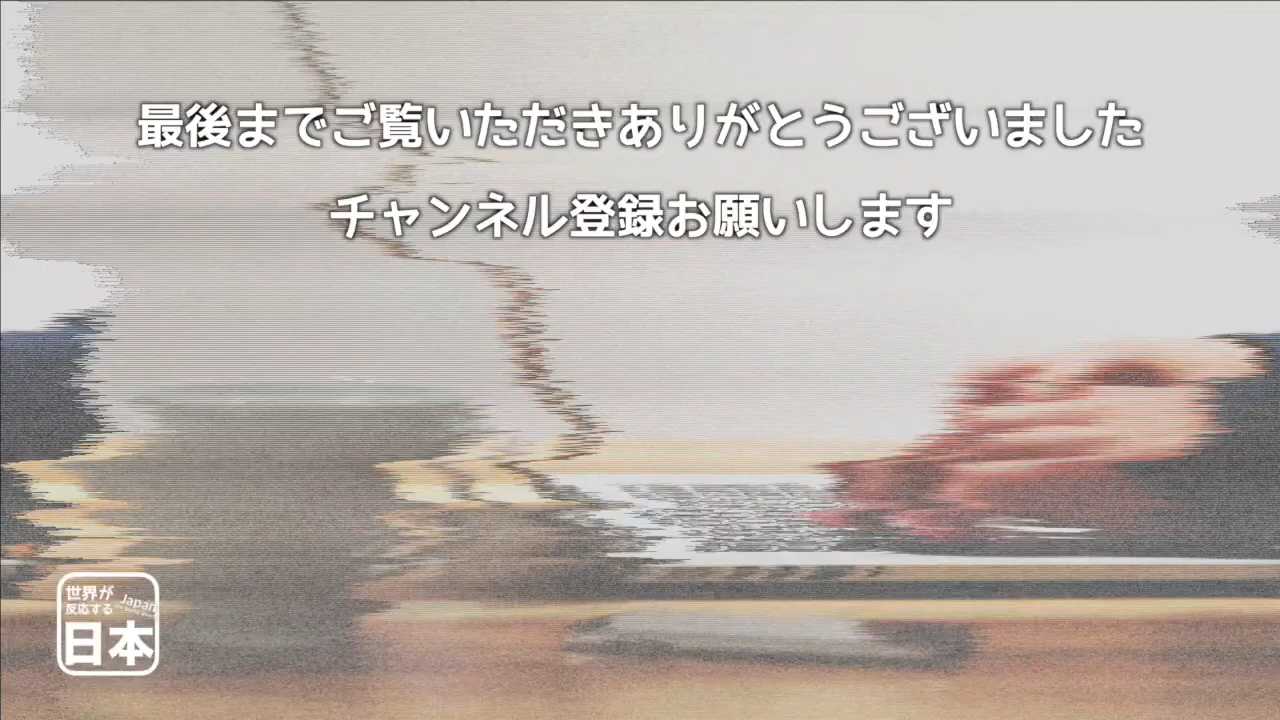 最後までご覧いただきありがとうございました
チャンネル登録お願いします
世界が
反応する
Japan
日本